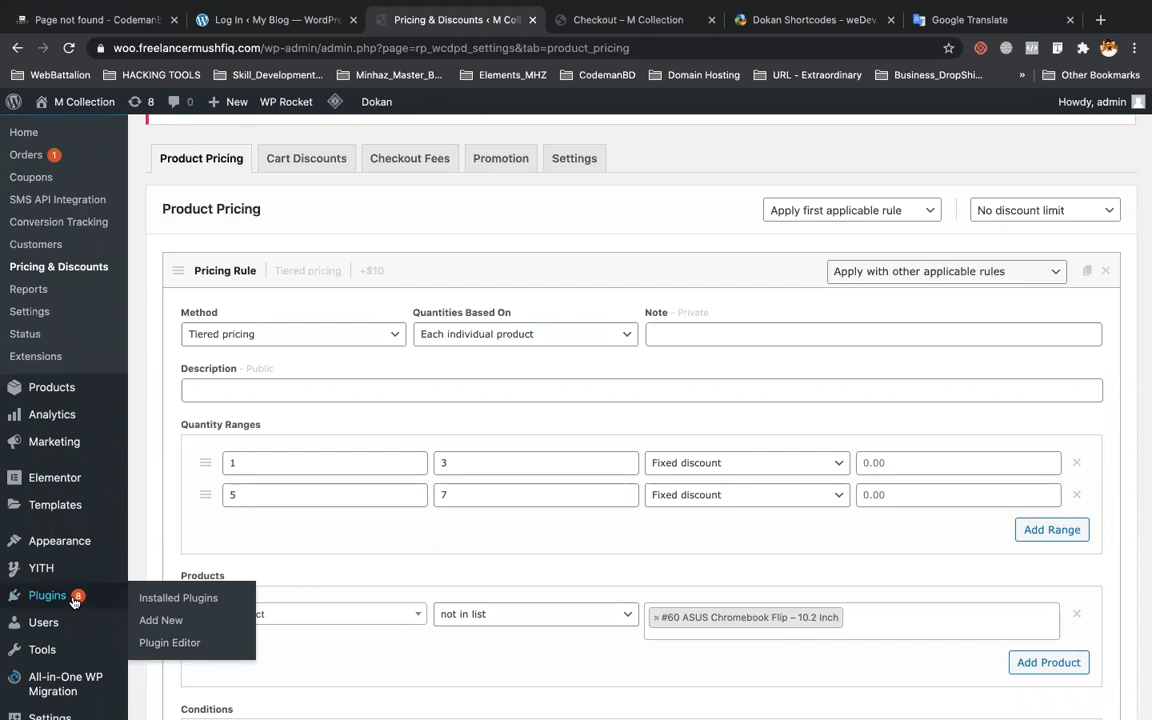 Page not found - CodemanE
Log In ‹ My Blog — WordPr
Pricing & Discounts ‹ M Coll
Checkout – M Collection
Dokan Shortcodes - weDev
Google Translate
woo.freelancermushfiq.com/wp-admin/admin.php?page=rp_wcdpd_settings&tab=product_pricing
WebBattalion
HACKING TOOLS
Skill_Development...
Minhaz_Master_B...
Elements_MHZ
CodemanBD
Domain Hosting
URL - Extraordinary
Business_DropShi...
»
Other Bookmarks
M Collection
8
0
+ New
WP Rocket
Dokan
Howdy, admin
Home
Orders 1
Coupons
SMS API Integration
Conversion Tracking
Customers
Pricing & Discounts
Reports
Settings
Status
Extensions
Products
Analytics
Marketing
Elementor
Templates
Appearance
YITH
Plugins 8
Users
Tools
All-in-One WP
Migration
Settings
Installed Plugins
Add New
Plugin Editor
Product Pricing
Cart Discounts
Checkout Fees
Promotion
Settings
Product Pricing
Apply first applicable rule
No discount limit
Pricing Rule
Tiered pricing
+$10
Apply with other applicable rules
Method
Quantities Based On
Note - Private
Tiered pricing
Each individual product
Description - Public
Quantity Ranges
1
3
Fixed discount
0.00
5
7
Fixed discount
0.00
Add Range
Products
ct
not in list
× #60 ASUS Chromebook Flip – 10.2 Inch
Add Product
Conditions